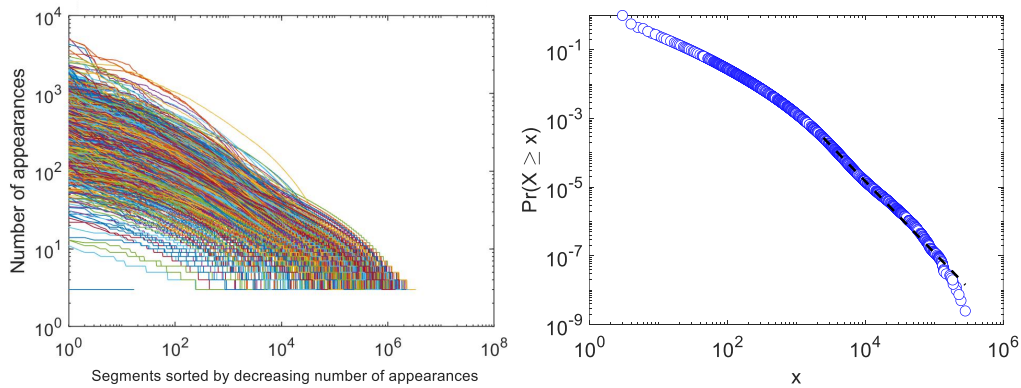 Number of appearances
10^4
10^3
10^2
10^1
10^0
10^0 10^2 10^4 10^6 10^8
Segments sorted by decreasing number of appearances
Pr(X ≥ x)
10^-1
10^-3
10^-5
10^-7
10^-9
10^0 10^2 10^4 10^6
x